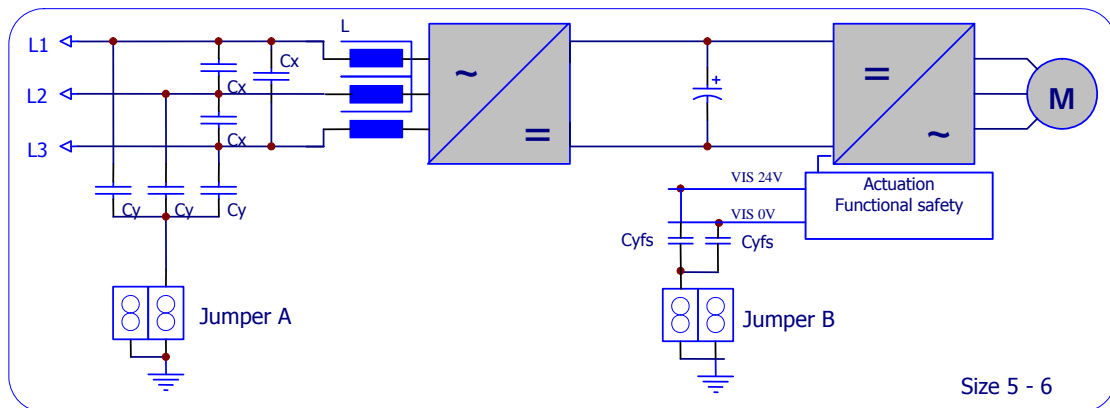 L1
L
L2
L3
Cx
Cx
Cx
~
=
+
=
~
M
Cy
Cy
Cy
VIS 24V
VIS 0V
Actuation
Functional safety
Cyfs
Cyfs
Jumper A
Jumper B
Size 5 - 6